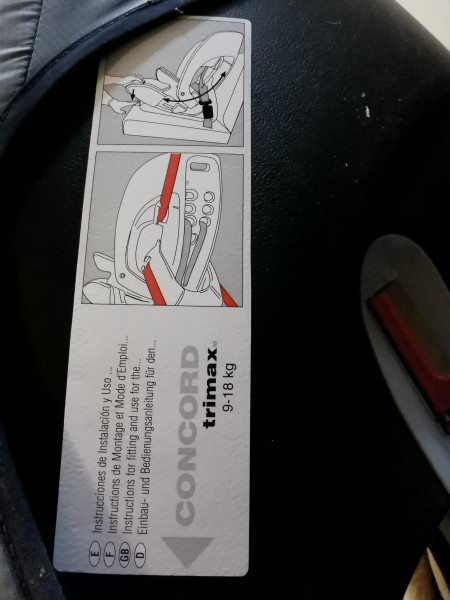 E Instrucciones de Instalación y Uso ...
F Instructions de Montage et Mode d'Emploi...
GB Instructions for fitting and use for the...
D Einbau- und Bedienungsanleitung für den...
CONCORD
trimax.
9-18 kg